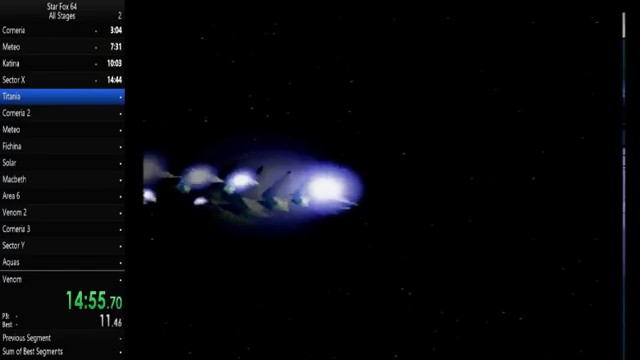 Star Fox 64
All Stages 2
Corneria - 3:04
Meteo - 7:31
Katina - 10:03
Sector X - 14:44
Titania -
Corneria 2 -
Meteo -
Fichina -
Solar -
Macbeth -
Area 6 -
Venom 2 -
Corneria 3 -
Sector Y -
Aquas -
Venom -
14:55.70
PB: -
Best: - 11.46
Previous Segment -
Sum of Best Segments -